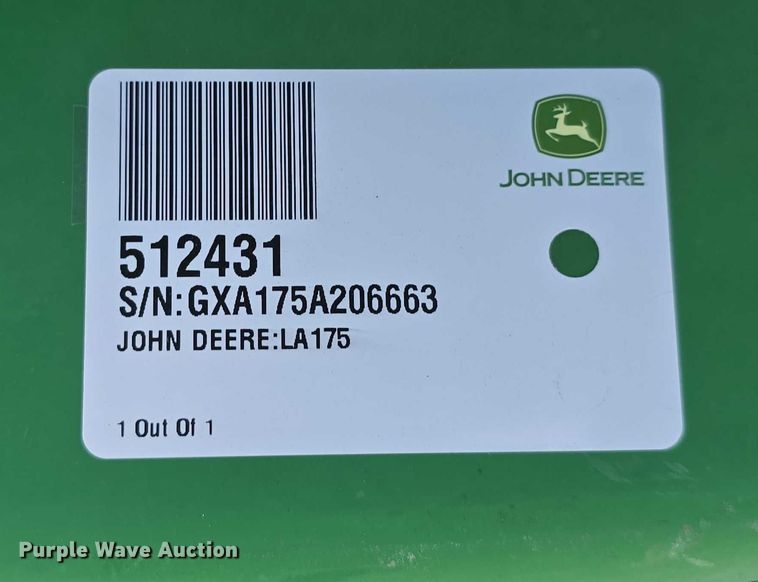 JOHN DEERE
512431
S/N:GXA175A206663
JOHN DEERE:LA175
1 Out Of 1
Purple Wave Auction